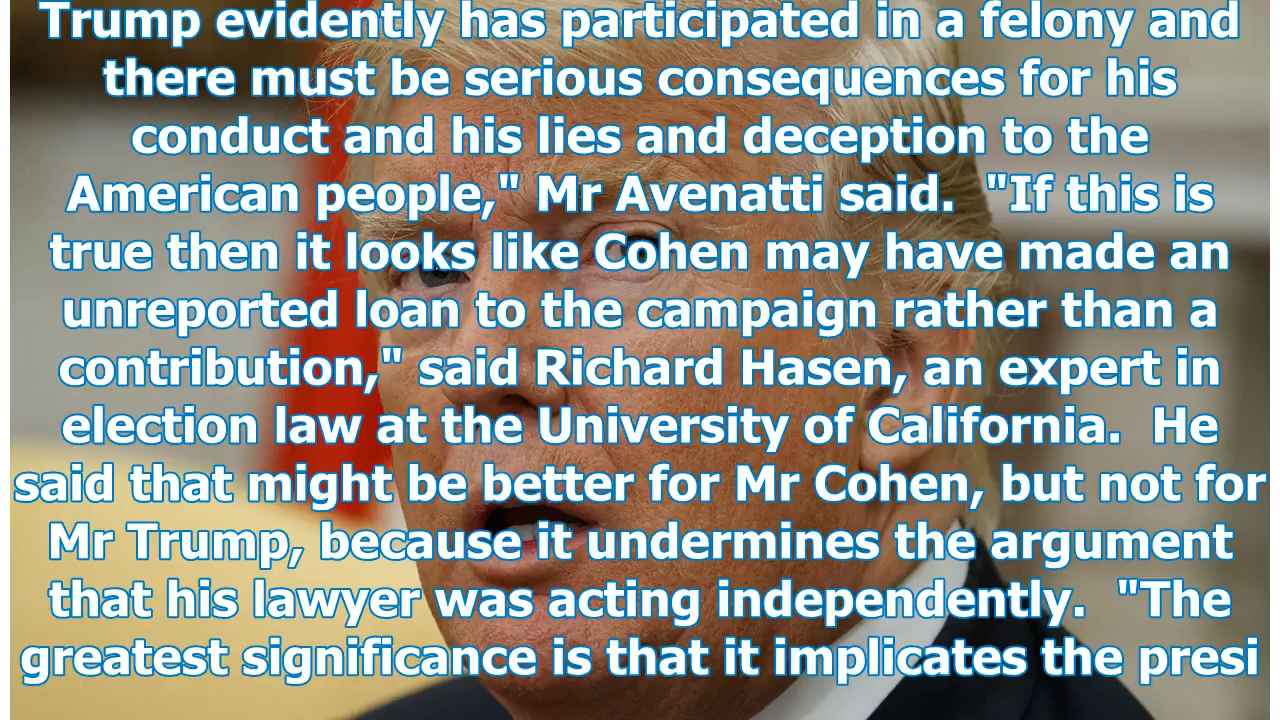 Trump evidently has participated in a felony and
there must be serious consequences for his
conduct and his lies and deception to the
American people," Mr Avenatti said.  "If this is
true then it looks like Cohen may have made an
unreported loan to the campaign rather than a
contribution," said Richard Hasen, an expert in
election law at the University of California.  He
said that might be better for Mr Cohen, but not for
Mr Trump, because it undermines the argument
that his lawyer was acting independently.  "The
greatest significance is that it implicates the presi